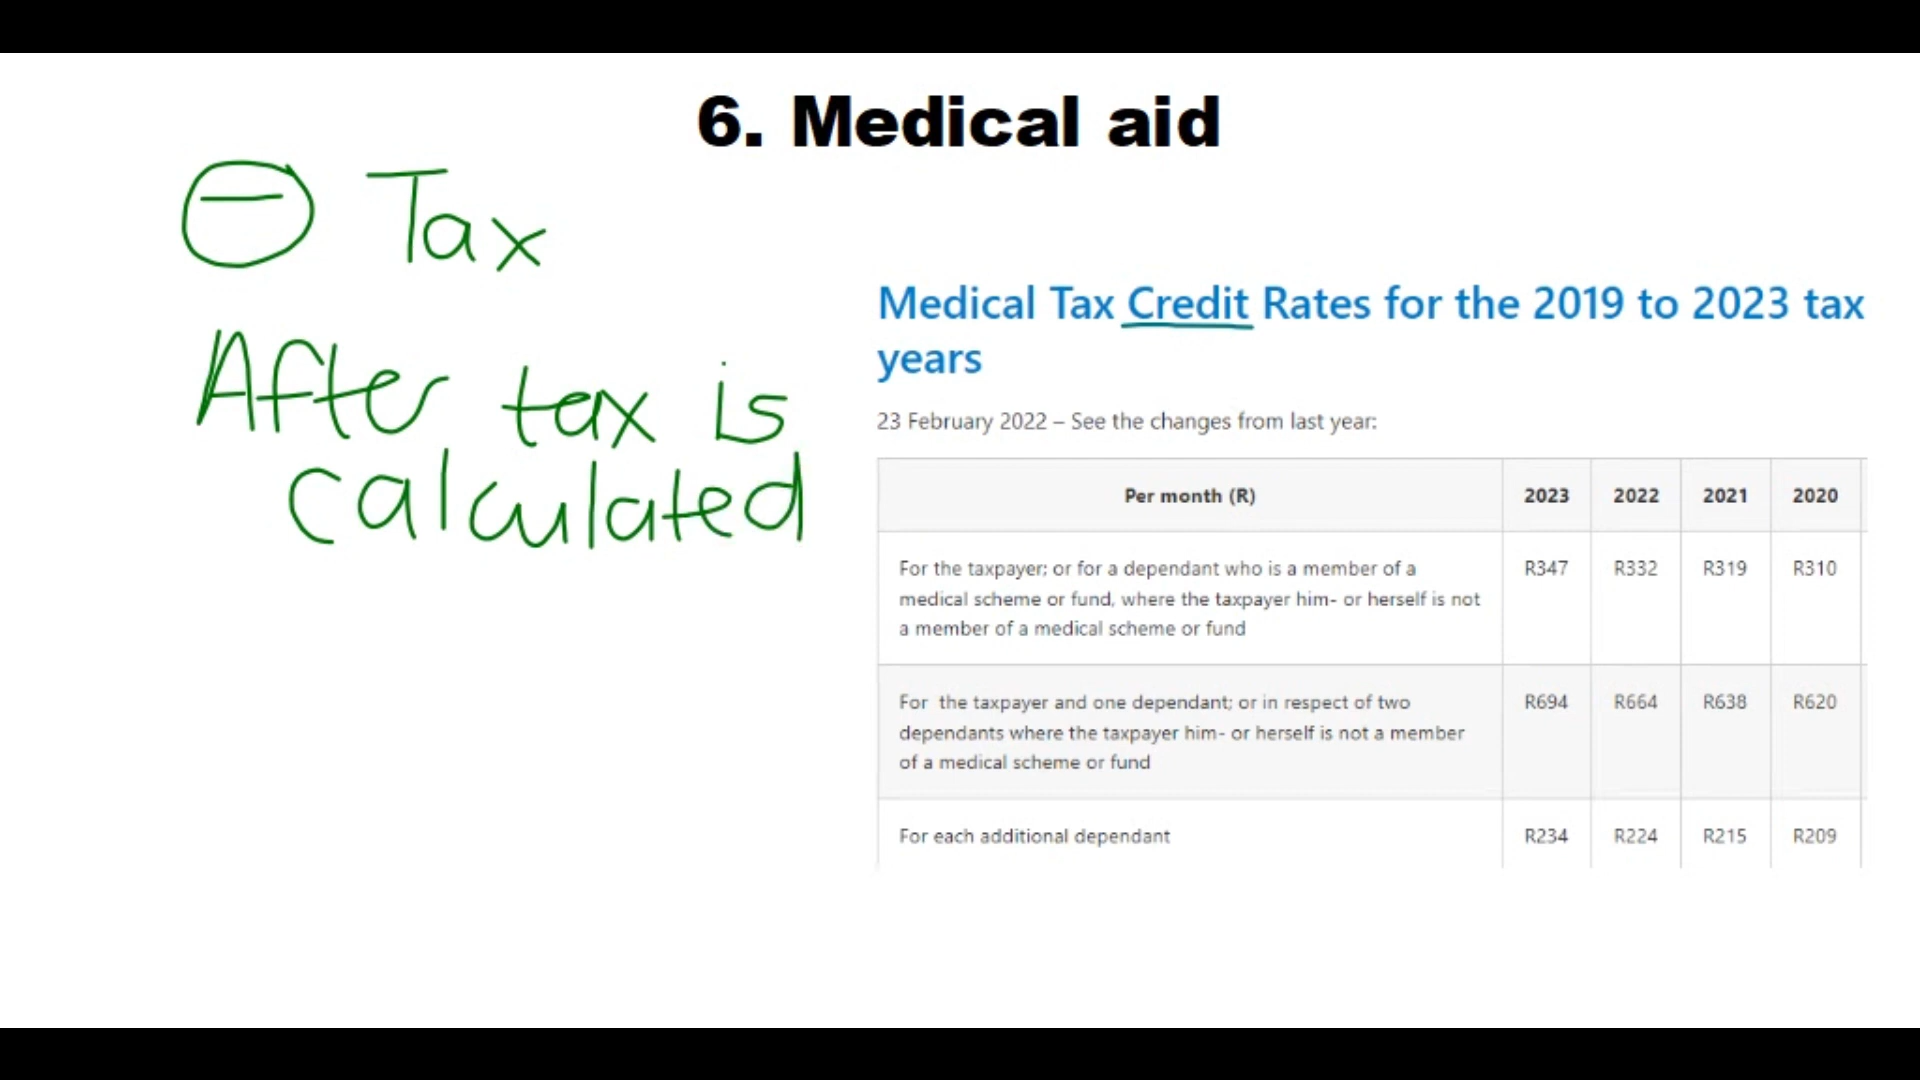 6. Medical aid
⊖ Tax
After tax is
calculated
Medical Tax Credit Rates for the 2019 to 2023 tax
years
23 February 2022 – See the changes from last year:
Per month (R) 2023 2022 2021 2020
For the taxpayer; or for a dependant who is a member of a R347 R332 R319 R310
medical scheme or fund, where the taxpayer him- or herself is not
a member of a medical scheme or fund
For the taxpayer and one dependant; or in respect of two R694 R664 R638 R620
dependants where the taxpayer him- or herself is not a member
of a medical scheme or fund
For each additional dependant R234 R224 R215 R209